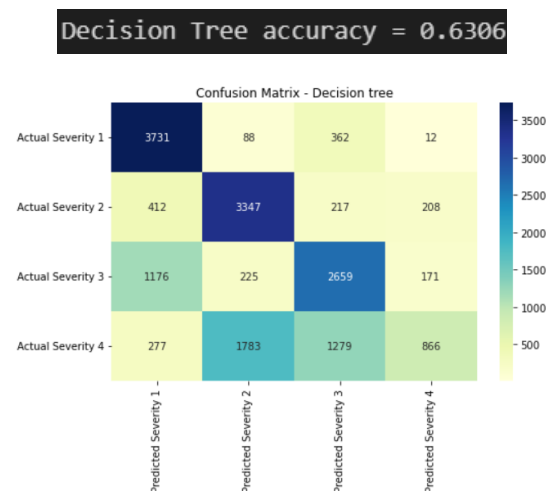 Decision Tree accuracy = 0.6306
Confusion Matrix - Decision tree
Actual Severity 1 3731 88 362 12 3500
3000
Actual Severity 2 412 3347 217 208 2500
2000
Actual Severity 3 1176 225 2659 171 1500
1000
Actual Severity 4 277 1783 1279 866 500
Predicted Severity 1 Predicted Severity 2 Predicted Severity 3 Predicted Severity 4